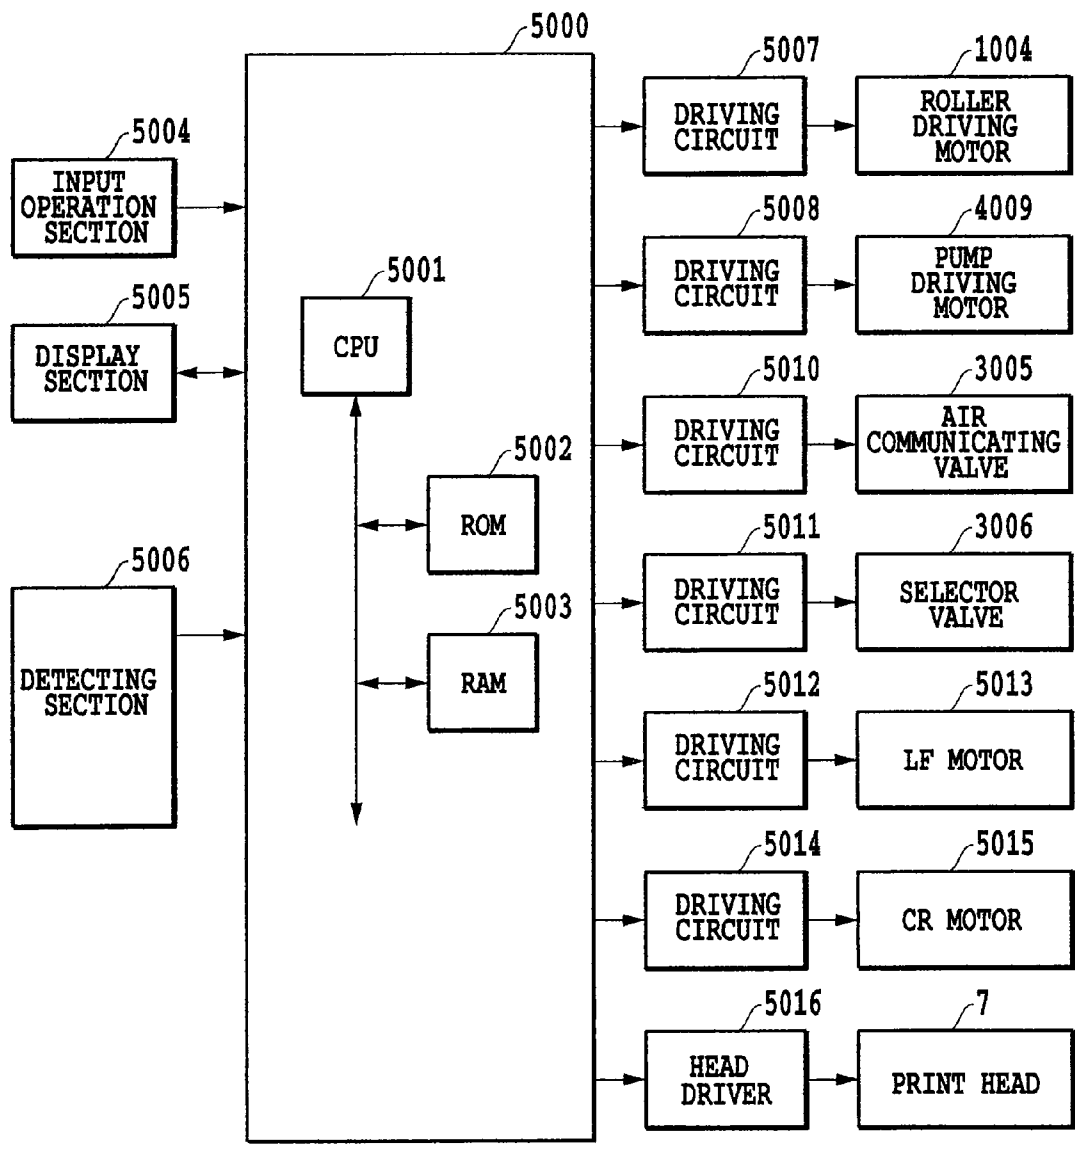 5000
5004
INPUT
OPERATION
SECTION
5005
DISPLAY
SECTION
5006
DETECTING
SECTION
5001
CPU
5002
ROM
5003
RAM
5007
DRIVING
CIRCUIT
1004
ROLLER
DRIVING
MOTOR
5008
DRIVING
CIRCUIT
4009
PUMP
DRIVING
MOTOR
5010
DRIVING
CIRCUIT
3005
AIR
COMMUNICATING
VALVE
5011
DRIVING
CIRCUIT
3006
SELECTOR
VALVE
5012
DRIVING
CIRCUIT
5013
LF MOTOR
5014
DRIVING
CIRCUIT
5015
CR MOTOR
5016
HEAD
DRIVER
7
PRINT HEAD